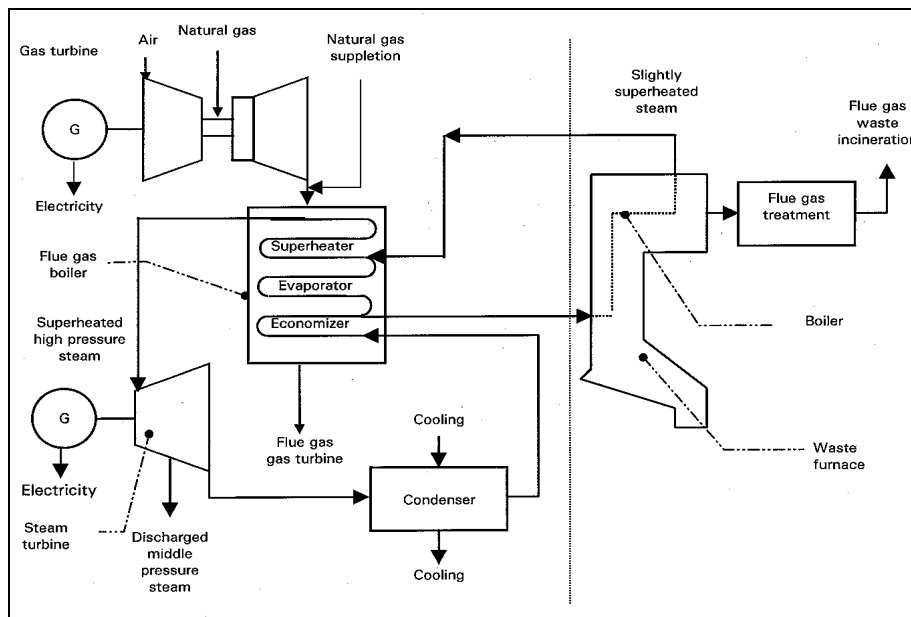 Gas turbine
Air
Natural gas
Natural gas
suppletion
G
Electricity
Slightly
superheated
steam
Flue gas
waste
incineration
Flue gas
treatment
Flue gas
boiler
Superheater
Evaporator
Economizer
Boiler
Superheated
high pressure
steam
G
Electricity
Steam
turbine
Discharged
middle
pressure
steam
Flue gas
gas turbine
Cooling
Condenser
Cooling
Waste
furnace